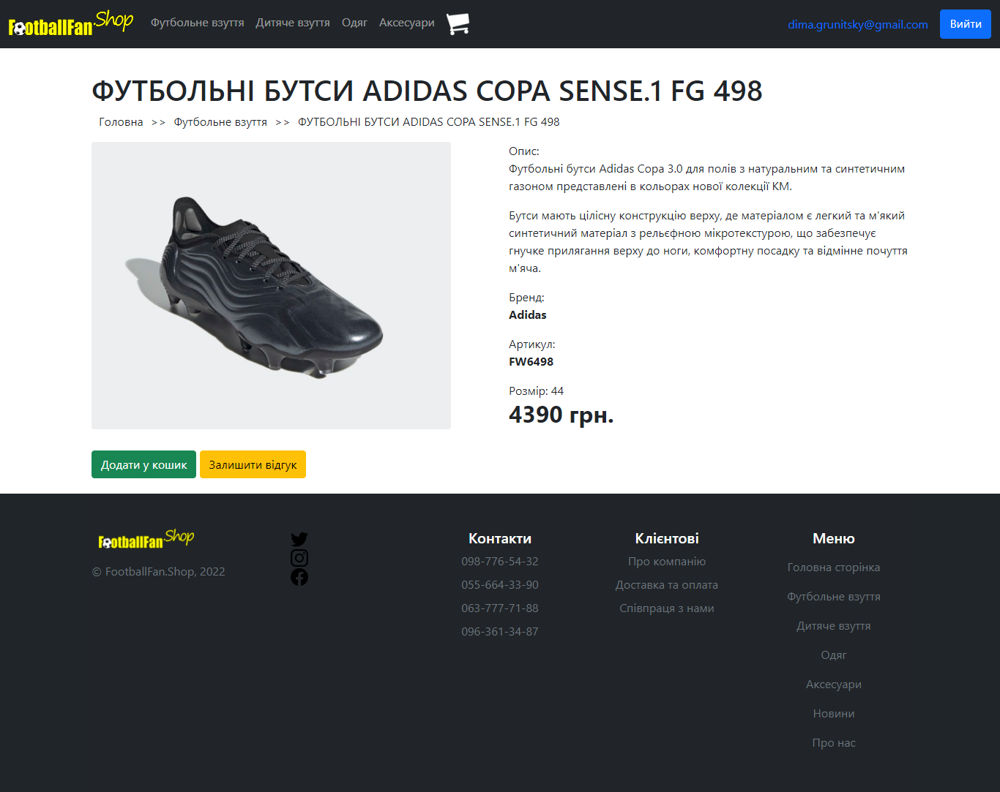 FootballFan.Shop
Футбольне взуття
Дитяче взуття
Одяг
Аксесуари
dima.grunitsky@gmail.com
Вийти
ФУТБОЛЬНІ БУТСИ ADIDAS COPA SENSE.1 FG 498
Головна >> Футбольне взуття >> ФУТБОЛЬНІ БУТСИ ADIDAS COPA SENSE.1 FG 498
Опис:
Футбольні бутси Adidas Copa 3.0 для полів з натуральним та синтетичним
газоном представлені в кольорах нової колекції KM.
Бутси мають цілісну конструкцію верху, де матеріалом є легкий та м'який
синтетичний матеріал з рельєфною мікротекстурою, що забезпечує
гнучке прилягання верху до ноги, комфортну посадку та відмінне почуття
м'яча.
Бренд:
Adidas
Артикул:
FW6498
Розмір: 44
4390 грн.
Додати у кошик
Залишити відгук
FootballFan.Shop
© FootballFan.Shop, 2022
Контакти
098-776-54-32
055-664-33-90
063-777-71-88
096-361-34-87
Клієнтові
Про компанію
Доставка та оплата
Співпраця з нами
Меню
Головна сторінка
Футбольне взуття
Дитяче взуття
Одяг
Аксесуари
Новини
Про нас